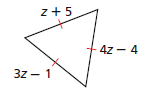 z + 5
4z – 4
3z – 1